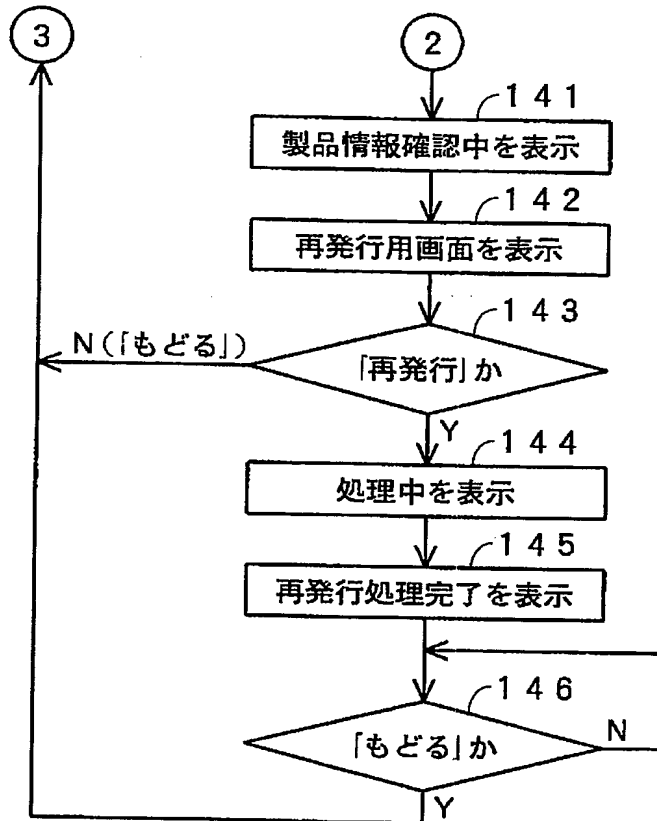 3
2
141
製品情報確認中を表示
142
再発行用画面を表示
143
N(「もどる」)
「再発行」か
Y
144
処理中を表示
145
再発行処理完了を表示
146
「もどる」か
N
Y